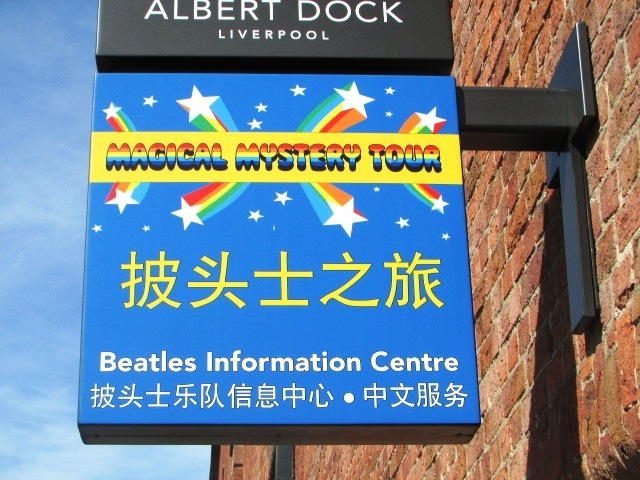 ALBERT DOCK
LIVERPOOL
MAGICAL MYSTERY TOUR
披头士之旅
Beatles Information Centre
披头士乐队信息中心 • 中文服务